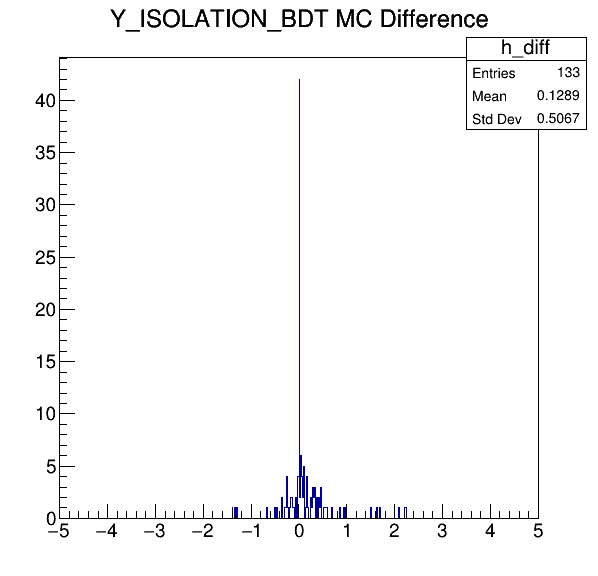 Y_ISOLATION_BDT MC Difference
h_diff
Entries 133
Mean 0.1289
Std Dev 0.5067
40
35
30
25
20
15
10
5
0
−5 −4 −3 −2 −1 0 1 2 3 4 5